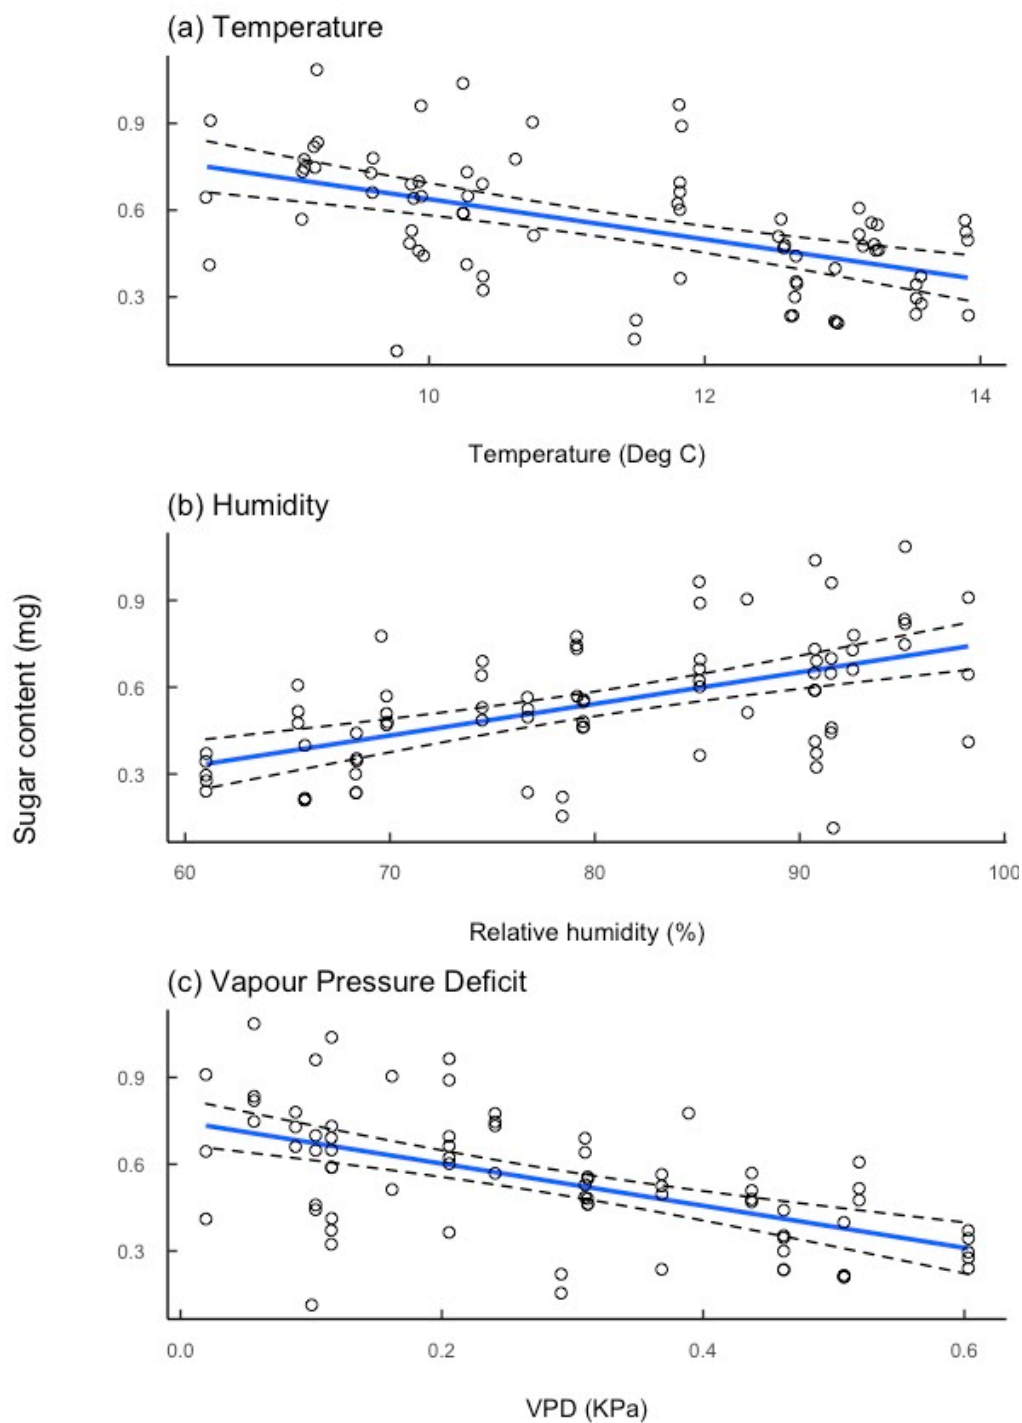 (a) Temperature
0.9
0.6
0.3
10 12 14
Temperature (Deg C)
(b) Humidity
Sugar content (mg)
0.9
0.6
0.3
60 70 80 90 100
Relative humidity (%)
(c) Vapour Pressure Deficit
0.9
0.6
0.3
0.0 0.2 0.4 0.6
VPD (KPa)